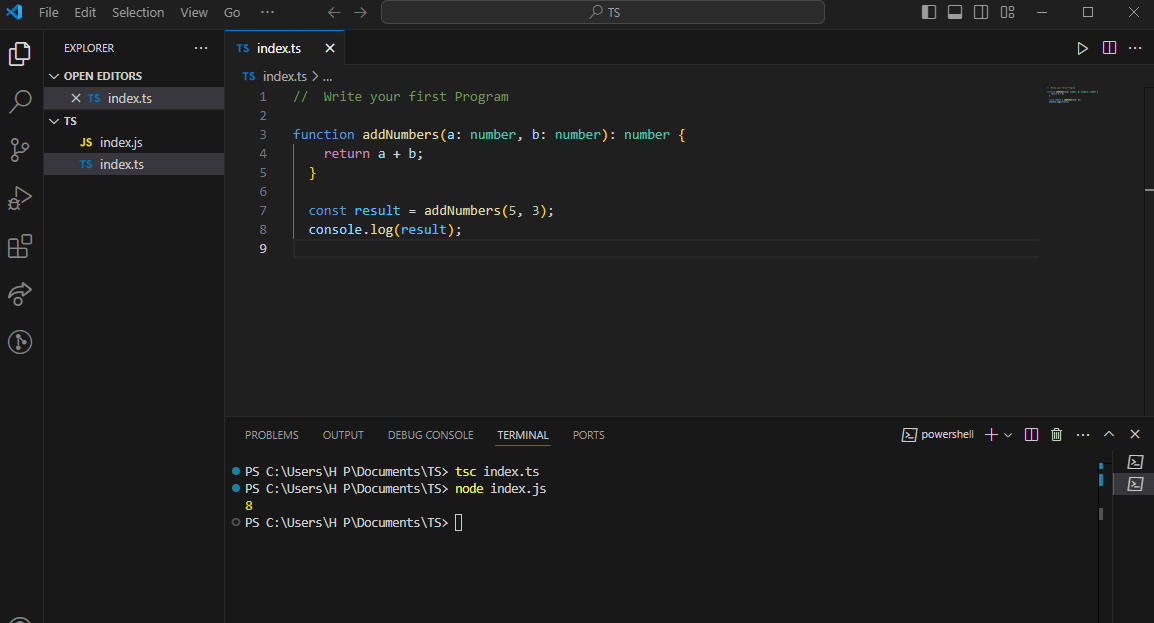 File Edit Selection View Go ··· TS
EXPLORER ···
OPEN EDITORS
TS index.ts
TS
JS index.js
TS index.ts
TS index.ts
TS index.ts > ...
1 //  Write your first Program
2
3 function addNumbers(a: number, b: number): number {
4     return a + b;
5   }
6
7   const result = addNumbers(5, 3);
8   console.log(result);
9
PROBLEMS OUTPUT DEBUG CONSOLE TERMINAL PORTS powershell
PS C:\Users\H P\Documents\TS> tsc index.ts
PS C:\Users\H P\Documents\TS> node index.js
8
PS C:\Users\H P\Documents\TS>